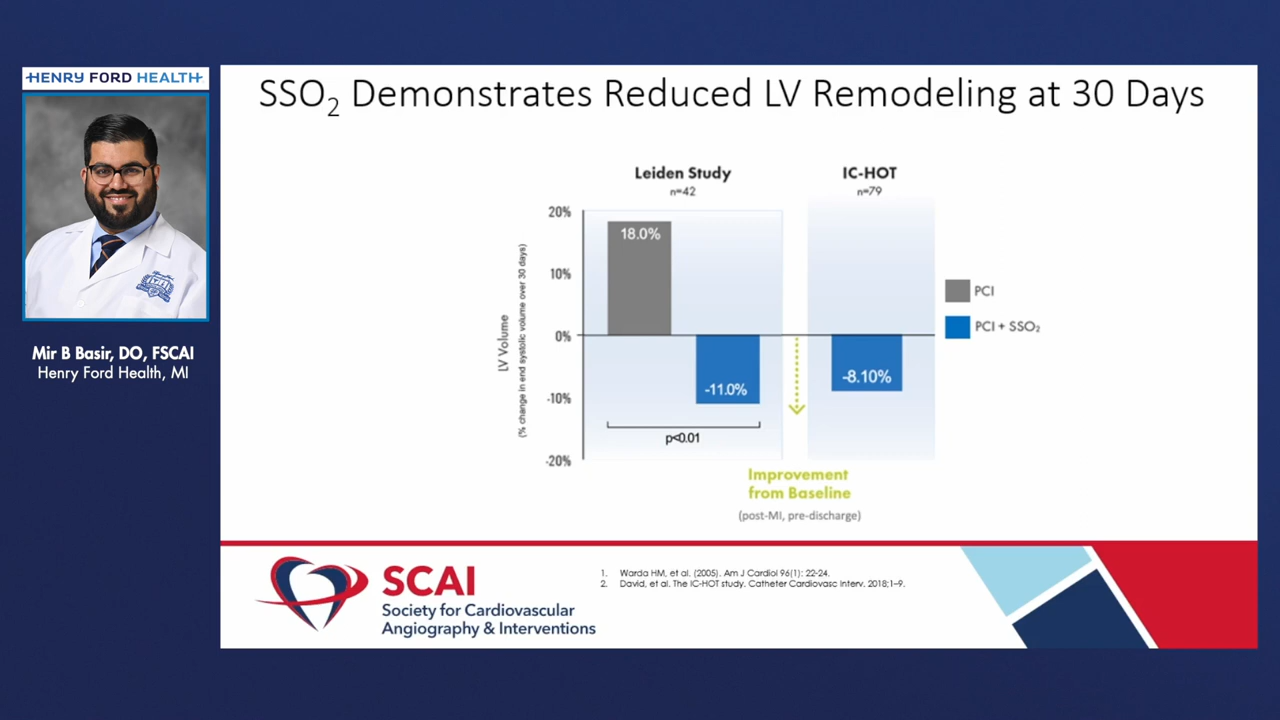 HENRY FORD HEALTH
Mir B Basir, DO, FSCAI
Henry Ford Health, MI
SSO₂ Demonstrates Reduced LV Remodeling at 30 Days
Leiden Study
n=42
IC-HOT
n=79
LV Volume
(% change in end systolic volume over 30 days)
20%
10%
0%
-10%
-20%
18.0%
-11.0%
-8.10%
p<0.01
PCI
PCI + SSO₂
Improvement
from Baseline
(post-MI, pre-discharge)
SCAI
Society for Cardiovascular
Angiography & Interventions
1. Warda HM, et al. (2005). Am J Cardiol 96(1): 22-24.
2. David, et al. The IC-HOT study. Catheter Cardiovasc Interv. 2018;1–9.